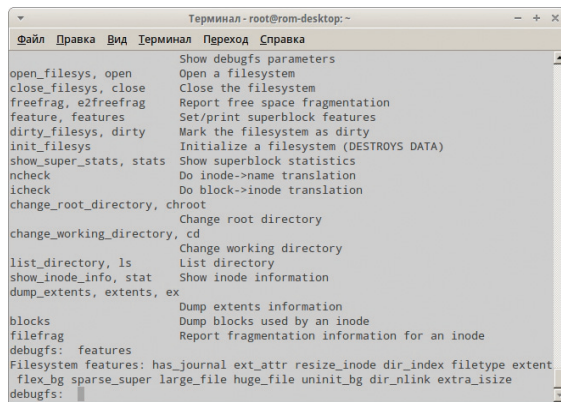 Терминал - root@rom-desktop: ~
Файл Правка Вид Терминал Переход Справка
Show debugfs parameters
open_filesys, open Open a filesystem
close_filesys, close Close the filesystem
freefrag, e2freefrag Report free space fragmentation
feature, features Set/print superblock features
dirty_filesys, dirty Mark the filesystem as dirty
init_filesys Initialize a filesystem (DESTROYS DATA)
show_super_stats, stats Show superblock statistics
ncheck Do inode->name translation
icheck Do block->inode translation
change_root_directory, chroot
Change root directory
change_working_directory, cd
Change working directory
list_directory, ls List directory
show_inode_info, stat Show inode information
dump_extents, extents, ex
Dump extents information
blocks Dump blocks used by an inode
filefrag Report fragmentation information for an inode
debugfs: features
Filesystem features: has_journal ext_attr resize_inode dir_index filetype extent
flex_bg sparse_super large_file huge_file uninit_bg dir_nlink extra_isize
debugfs: